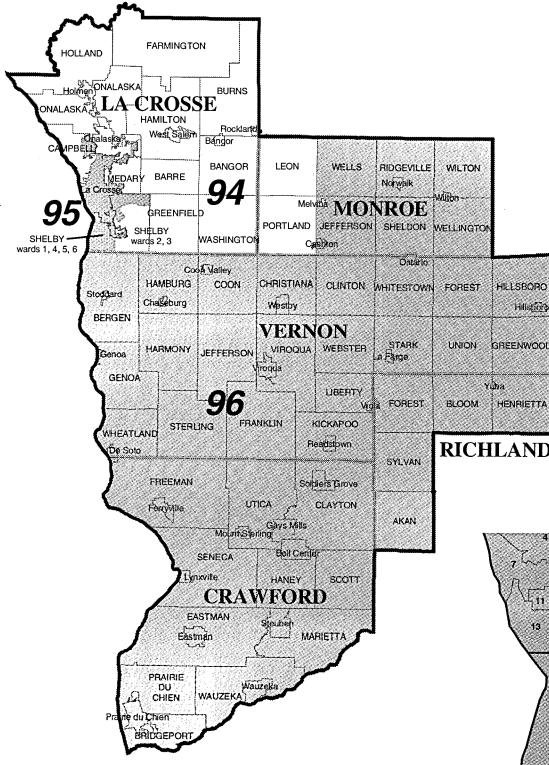 HOLLAND
FARMINGTON
Holmen
ONALASKA
BURNS
ONALASKA
LA CROSSE
HAMILTON
West Salem
Rockland
Onalaska
Bangor
CAMPBELL
MEDARY
BARRE
BANGOR
LEON
WELLS
RIDGEVILLE
WILTON
Norwalk
La Crosse
94
Melvina
MONROE
Wilton
95
GREENFIELD
SHELBY
wards 1, 4, 5, 6
SHELBY
wards 2, 3
WASHINGTON
PORTLAND
JEFFERSON
SHELDON
WELLINGTON
Cashton
Ontario
Coon Valley
Stoddard
HAMBURG
COON
CHRISTIANA
CLINTON
WHITESTOWN
FOREST
HILLSBORO
Chaseburg
Westby
Hillsboro
BERGEN
VERNON
HARMONY
JEFFERSON
VIROQUA
WEBSTER
STARK
UNION
GREENWOOD
Genoa
La Farge
Viroqua
GENOA
LIBERTY
Yuba
96
Viola
FOREST
BLOOM
HENRIETTA
WHEATLAND
STERLING
FRANKLIN
KICKAPOO
Readstown
De Soto
RICHLAND
SYLVAN
FREEMAN
Soldiers Grove
Ferryville
UTICA
CLAYTON
AKAN
Gays Mills
Mount Sterling
SENECA
Bell Center
Lynxville
HANEY
SCOTT
CRAWFORD
EASTMAN
Steuben
Eastman
MARIETTA
PRAIRIE
DU
CHIEN
WAUZEKA
Wauzeka
Prairie du Chien
BRIDGEPORT
4
7
11
13